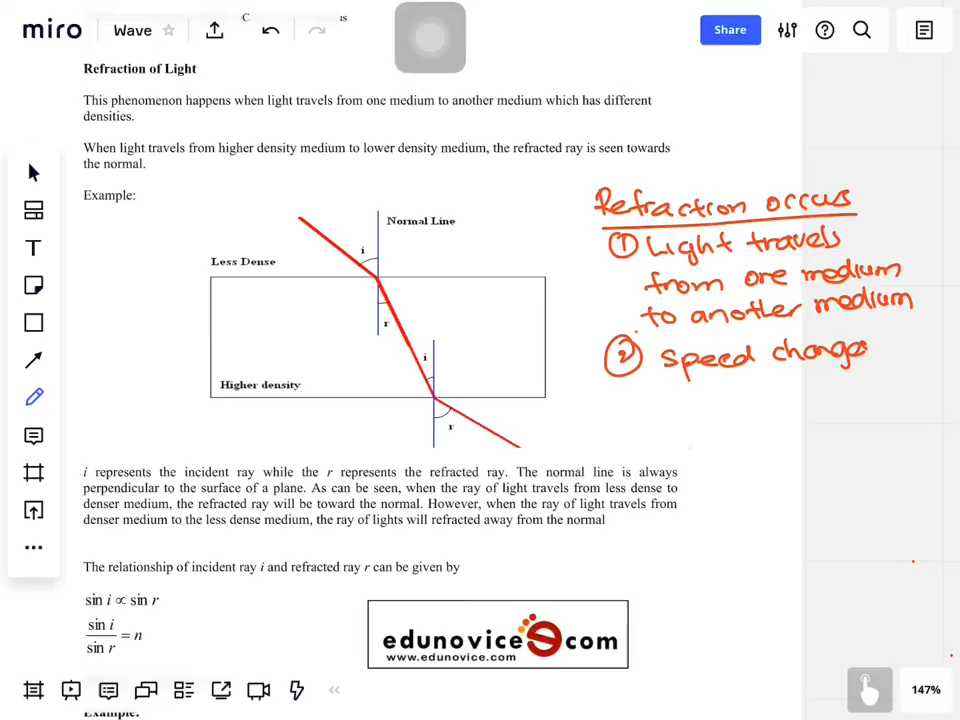 miro
Wave
Share
Refraction of Light
This phenomenon happens when light travels from one medium to another medium which has different
densities.
When light travels from higher density medium to lower density medium, the refracted ray is seen towards
the normal.
Example:
Normal Line
i
Less Dense
r
i
Higher density
r
Refraction occurs
① Light travels
from one medium
to another medium
② Speed changes
i represents the incident ray while the r represents the refracted ray. The normal line is always
perpendicular to the surface of a plane. As can be seen, when the ray of light travels from less dense to
denser medium, the refracted ray will be toward the normal. However, when the ray of light travels from
denser medium to the less dense medium, the ray of lights will refracted away from the normal
The relationship of incident ray i and refracted ray r can be given by
sin i ∝ sin r
sin i / sin r = n
edunovice.com
www.edunovice.com
147%
Example: